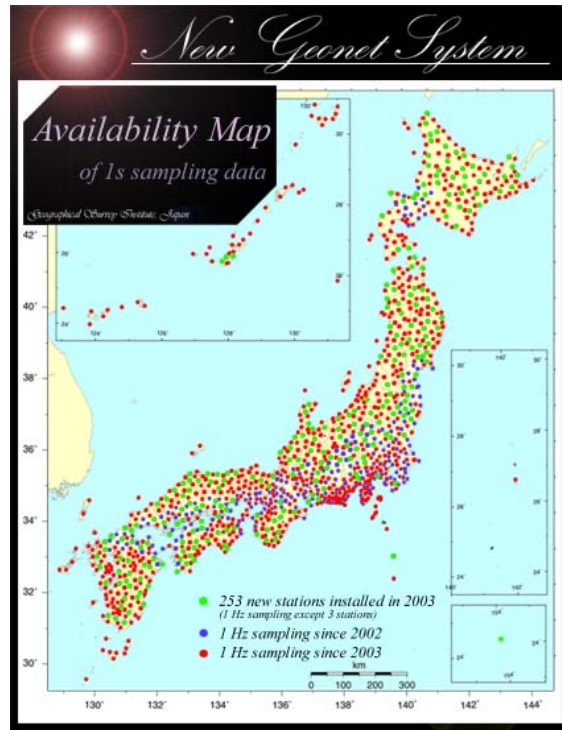 New Geonet System
Availability Map
of 1s sampling data
Geographical Survey Institute, Japan
42˚
40˚
38˚
36˚
34˚
32˚
30˚
130˚
132˚
134˚
136˚
138˚
140˚
142˚
144˚
253 new stations installed in 2003
(1 Hz sampling except 3 stations)
1 Hz sampling since 2002
1 Hz sampling since 2003
km
0 100 200 300